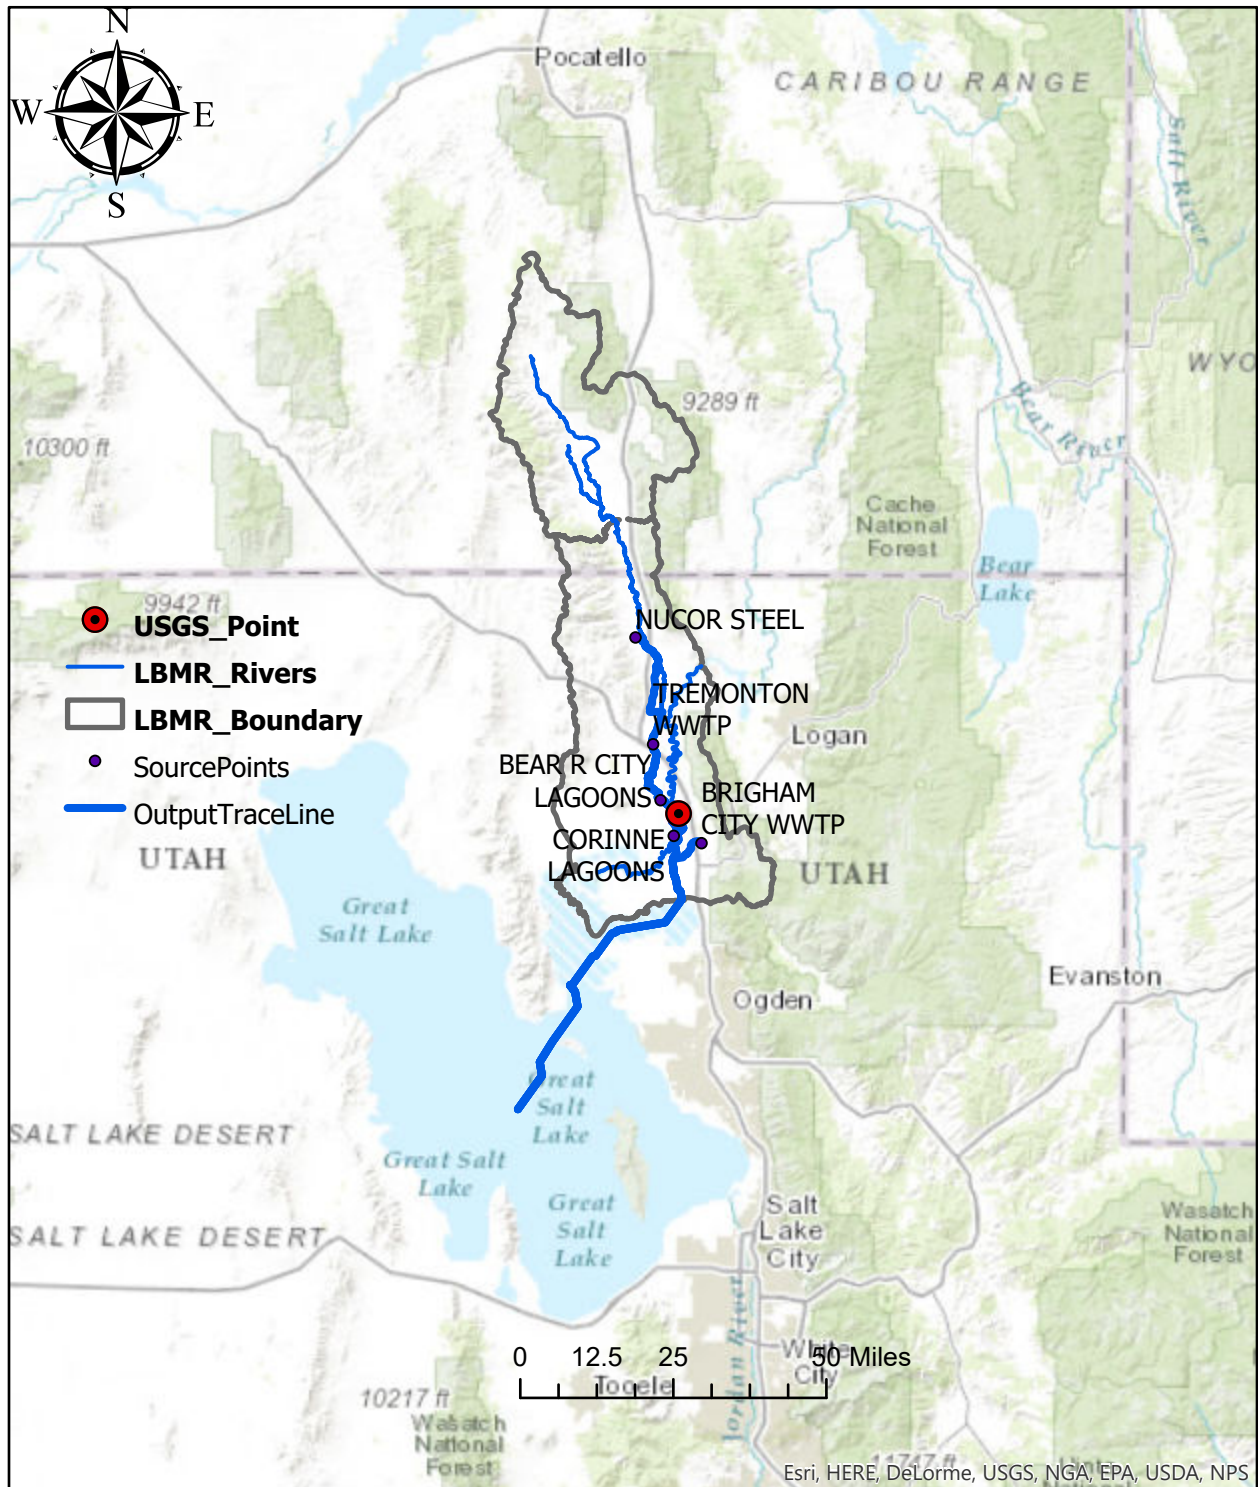 N
W
E
S
Pocatello
CARIBOU RANGE
Salt River
WYO
9289 ft
Bear River
10300 ft
Cache
National
Forest
Bear
Lake
9942 ft
USGS_Point
LBMR_Rivers
LBMR_Boundary
SourcePoints
OutputTraceLine
NUCOR STEEL
TREMONTON
WWTP
Logan
BEAR R CITY
LAGOONS
BRIGHAM
CITY WWTP
CORINNE
LAGOONS
UTAH
UTAH
Great
Salt Lake
Evanston
Ogden
Great
Salt
Lake
SALT LAKE DESERT
Great Salt
Lake
Great
Salt
Lake
Salt
Lake
City
Wasatch
National
Forest
SALT LAKE DESERT
Jordan River
White
City
0 12.5 25 50 Miles
Tooele
10217 ft
Wasatch
National
Forest
11747 ft
Esri, HERE, DeLorme, USGS, NGA, EPA, USDA, NPS